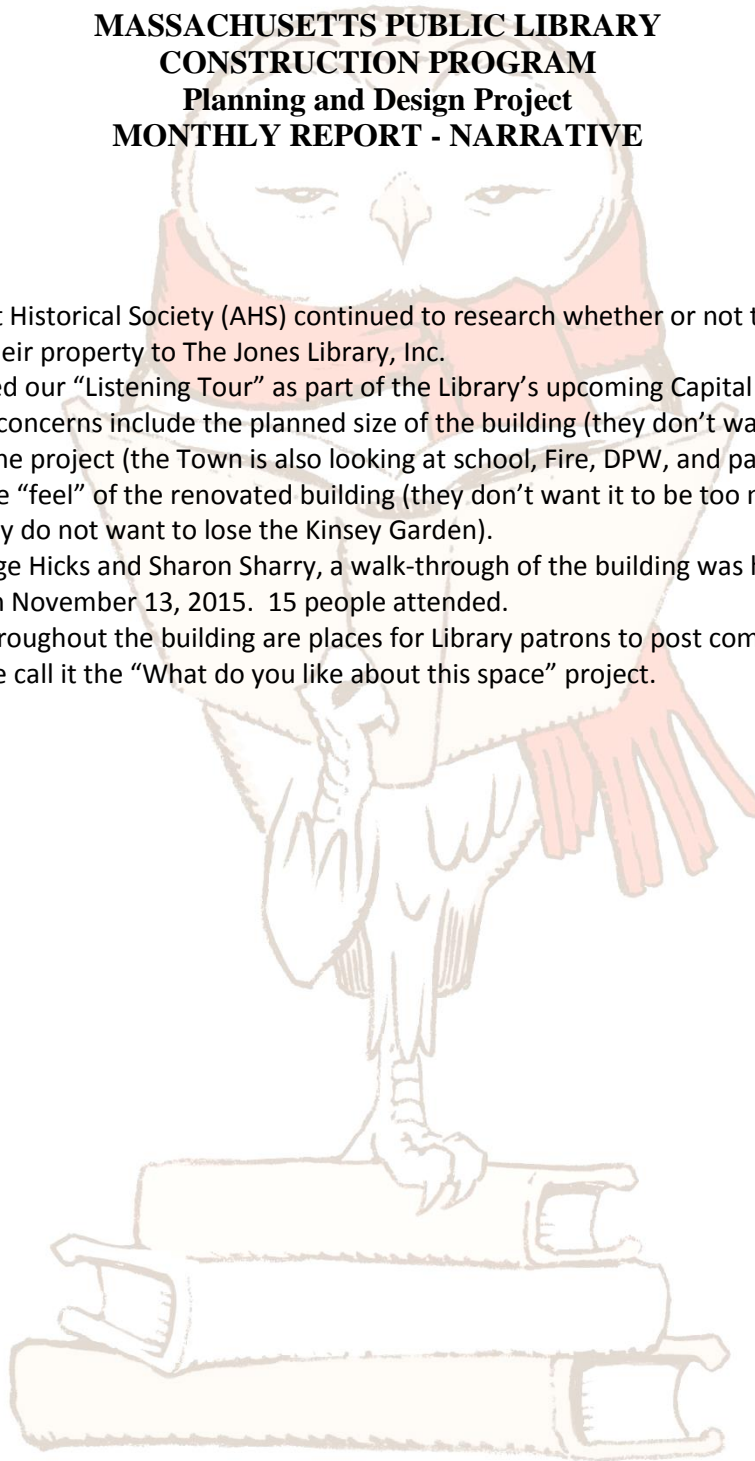 MASSACHUSETTS PUBLIC LIBRARY
CONSTRUCTION PROGRAM
Planning and Design Project
MONTHLY REPORT - NARRATIVE
Historical Society (AHS) continued to research whether or not
eir property to The Jones Library, Inc.
ed our “Listening Tour” as part of the Library’s upcoming Capital
concerns include the planned size of the building (they don’t wa
ne project (the Town is also looking at school, Fire, DPW, and pa
e “feel” of the renovated building (they don’t want it to be too
y do not want to lose the Kinsey Garden).
ge Hicks and Sharon Sharry, a walk-through of the building was
November 13, 2015. 15 people attended.
roughout the building are places for Library patrons to post com
e call it the “What do you like about this space” project.